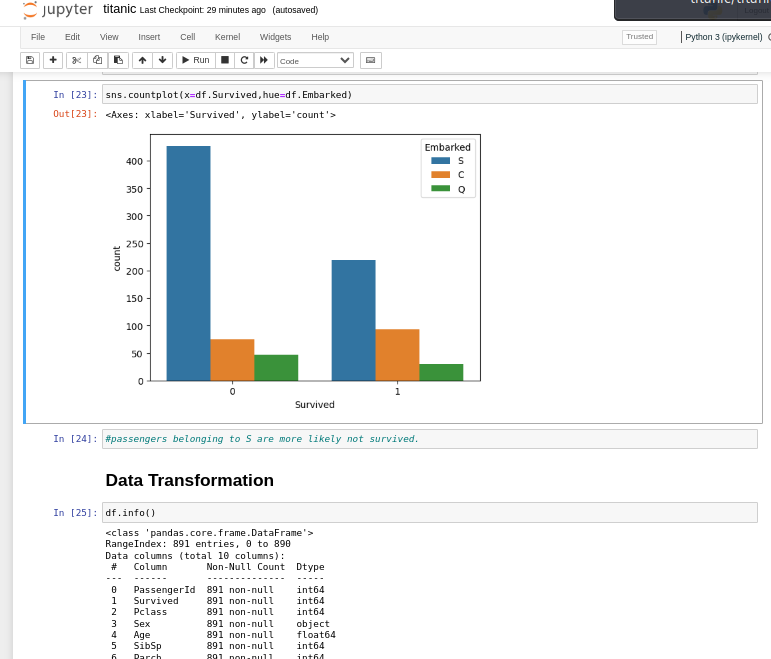 jupyter titanic Last Checkpoint: 29 minutes ago (autosaved)
File Edit View Insert Cell Kernel Widgets Help Trusted Python 3 (ipykernel)
Run Code
In [23]: sns.countplot(x=df.Survived,hue=df.Embarked)
Out[23]: <Axes: xlabel='Survived', ylabel='count'>
Embarked
S
C
Q
400
350
300
250
200
150
100
50
0
count
0 1
Survived
In [24]: #passengers belonging to S are more likely not survived.
Data Transformation
In [25]: df.info()
<class 'pandas.core.frame.DataFrame'>
RangeIndex: 891 entries, 0 to 890
Data columns (total 10 columns):
# Column Non-Null Count Dtype
--- ------ -------------- -----
0 PassengerId 891 non-null int64
1 Survived 891 non-null int64
2 Pclass 891 non-null int64
3 Sex 891 non-null object
4 Age 891 non-null float64
5 SibSp 891 non-null int64
6 Parch 891 non-null int64